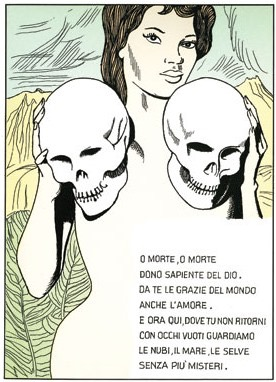 O MORTE, O MORTE
DONO SAPIENTE DEL DIO.
DA TE LE GRAZIE DEL MONDO
ANCHE L'AMORE.
E ORA QUI, DOVE TU NON RITORNI
CON OCCHI VUOTI GUARDIAMO
LE NUBI, IL MARE, LE SELVE
SENZA PIU' MISTERI.